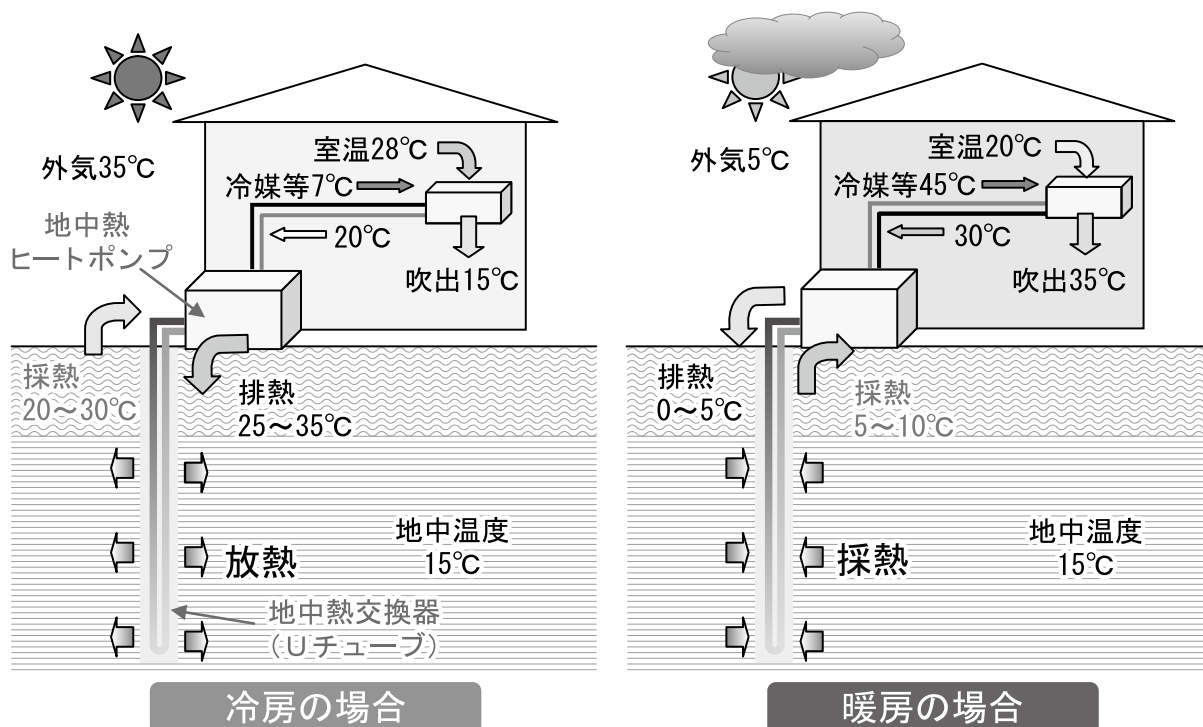 外気35℃
室温28℃
冷媒等7℃
20℃
吹出15℃
地中熱
ヒートポンプ
採熱
20～30℃
排熱
25～35℃
放熱
地中温度
15℃
地中熱交換器
（Uチューブ）
冷房の場合
外気5℃
室温20℃
冷媒等45℃
30℃
吹出35℃
排熱
0～5℃
採熱
5～10℃
採熱
地中温度
15℃
暖房の場合